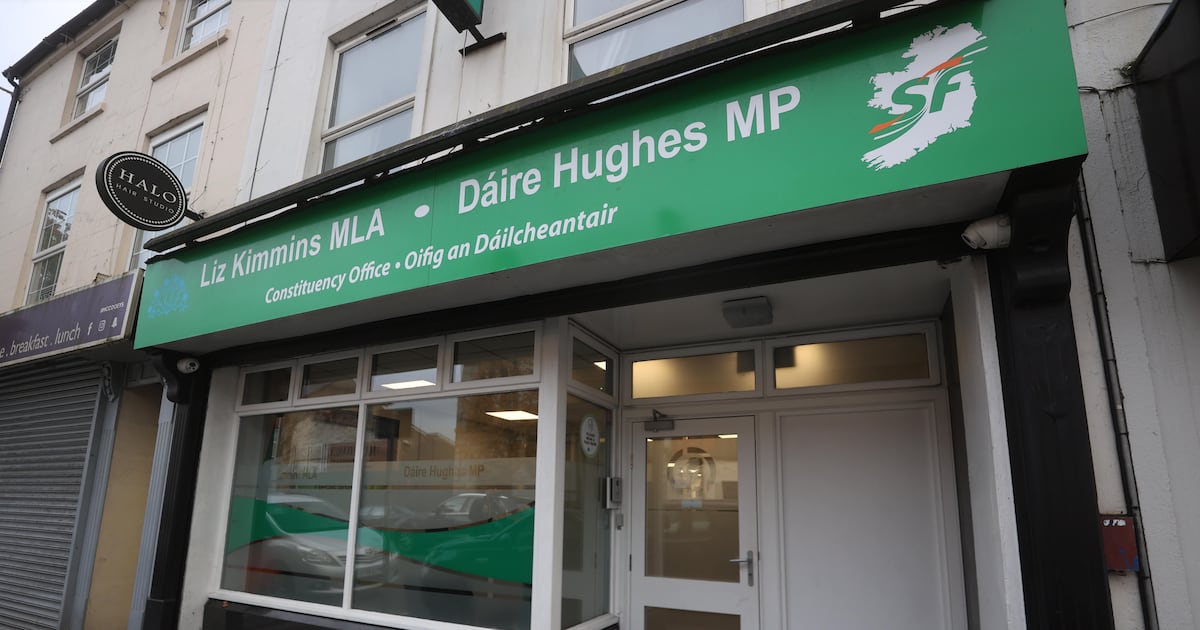 HALO
HAIR STUDIO
Liz Kimmins MLA • Dáire Hughes MP
Constituency Office • Oifig an Dáilcheantair
SF
. breakfast . lunch
Dáire Hughes MP
MLA